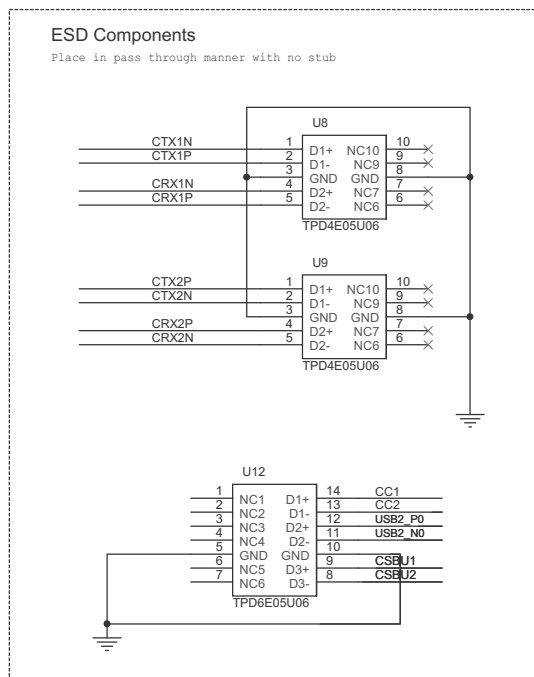 ESD Components
Place in pass through manner with no stub
U8
CTX1N 1 D1+ NC10 10
CTX1P 2 D1- NC9 9
3 GND GND 8
CRX1N 4 D2+ NC7 7
CRX1P 5 D2- NC6 6
TPD4E05U06
U9
CTX2P 1 D1+ NC10 10
CTX2N 2 D1- NC9 9
3 GND GND 8
CRX2P 4 D2+ NC7 7
CRX2N 5 D2- NC6 6
TPD4E05U06
U12
1 NC1 D1+ 14 CC1
2 NC2 D1- 13 CC2
3 NC3 D2+ 12 USB2_P0
4 NC4 D2- 11 USB2_N0
5 GND GND 10
6 NC5 D3+ 9 CSBU1
7 NC6 D3- 8 CSBU2
TPD6E05U06